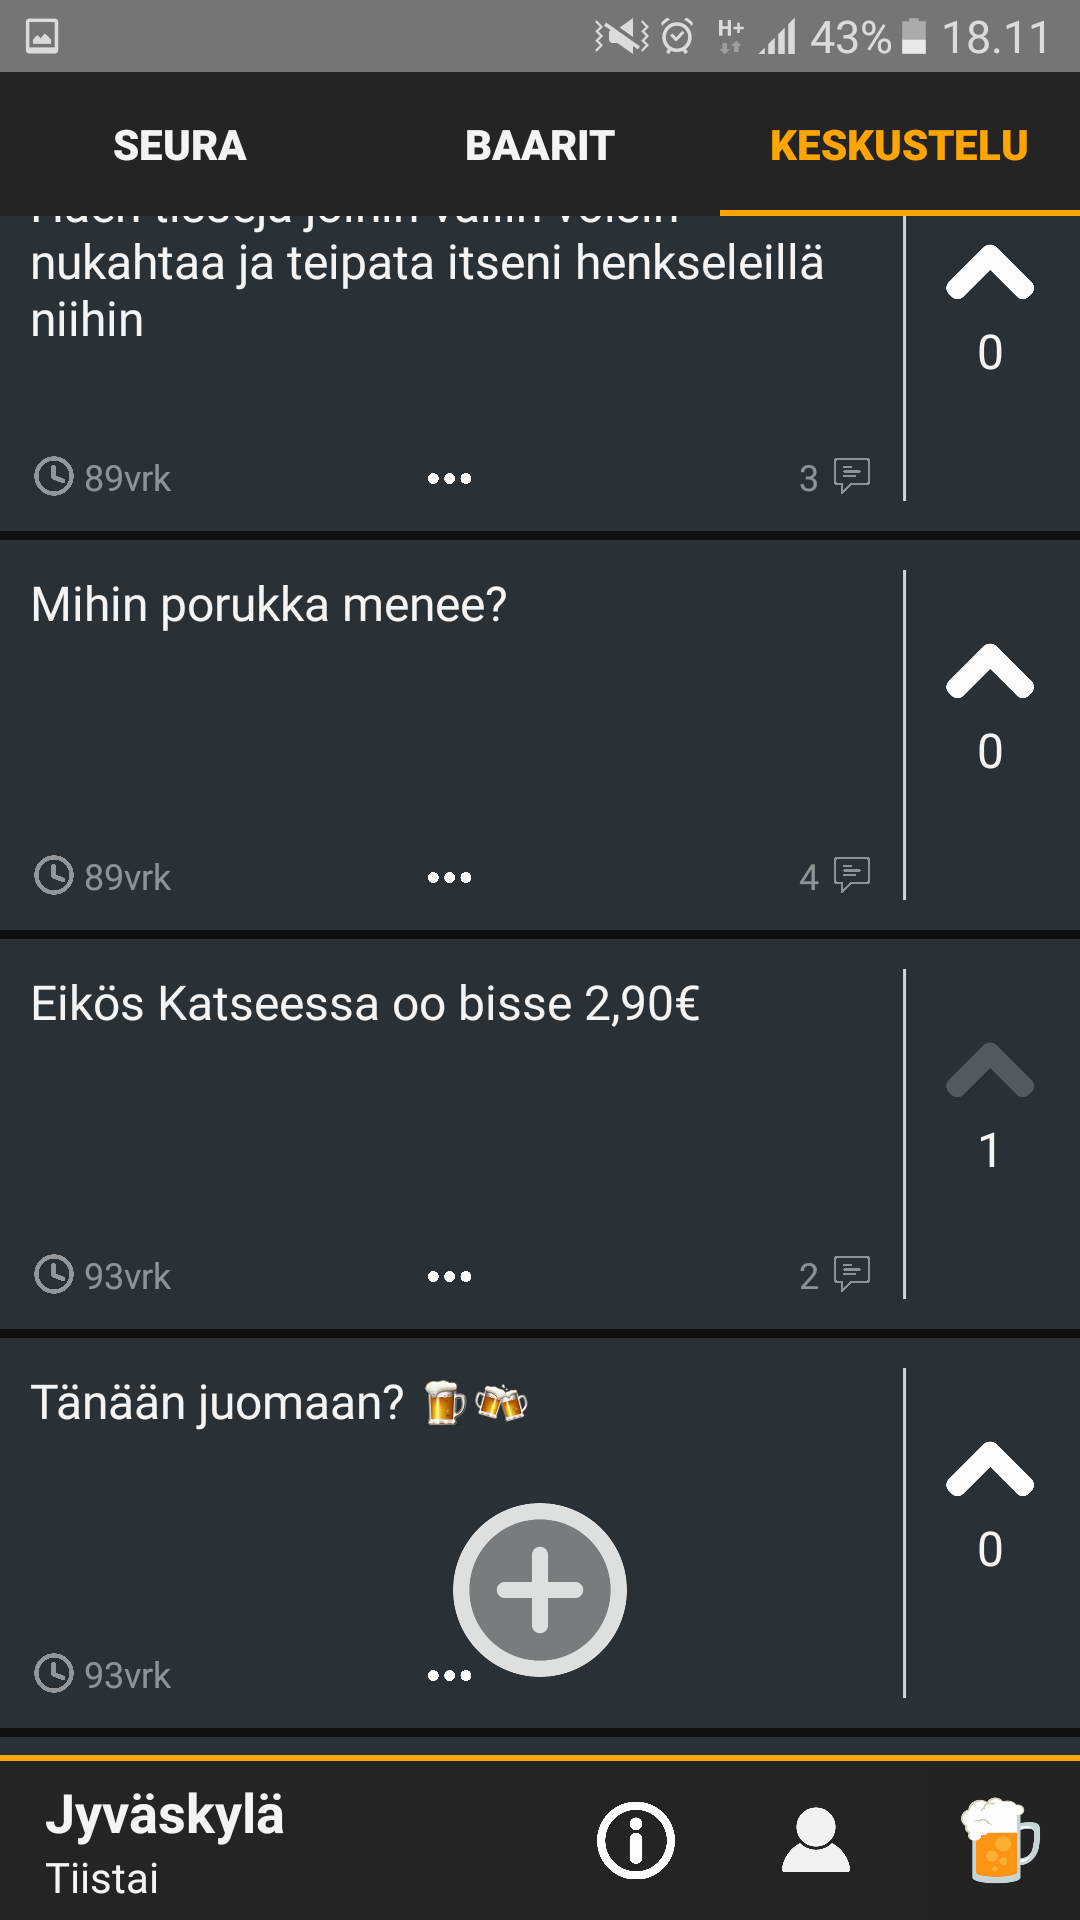 H+ 43% 18.11
SEURA BAARIT KESKUSTELU
nukahtaa ja teipata itseni henkseleillä
niihin
0
89vrk 3
Mihin porukka menee?
0
89vrk 4
Eikös Katseessa oo bisse 2,90€
1
93vrk 2
Tänään juomaan? 🍺🍻
0
93vrk
Jyväskylä
Tiistai